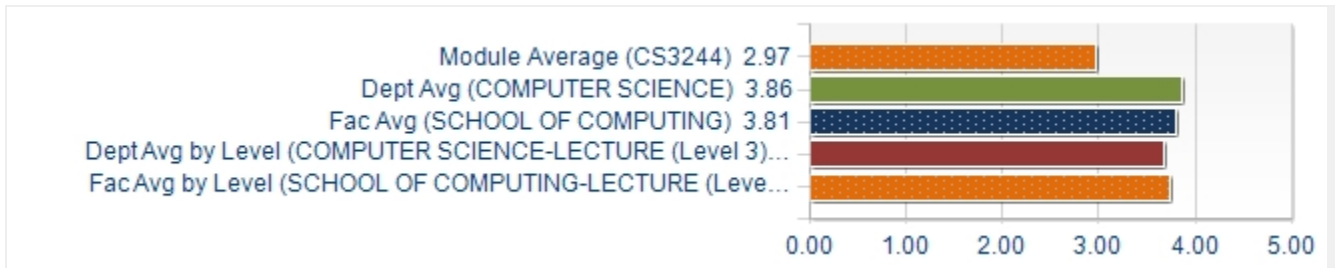 Module Average (CS3244) 2.97
Dept Avg (COMPUTER SCIENCE) 3.86
Fac Avg (SCHOOL OF COMPUTING) 3.81
Dept Avg by Level (COMPUTER SCIENCE-LECTURE (Level 3)...
Fac Avg by Level (SCHOOL OF COMPUTING-LECTURE (Leve...
0.00 1.00 2.00 3.00 4.00 5.00